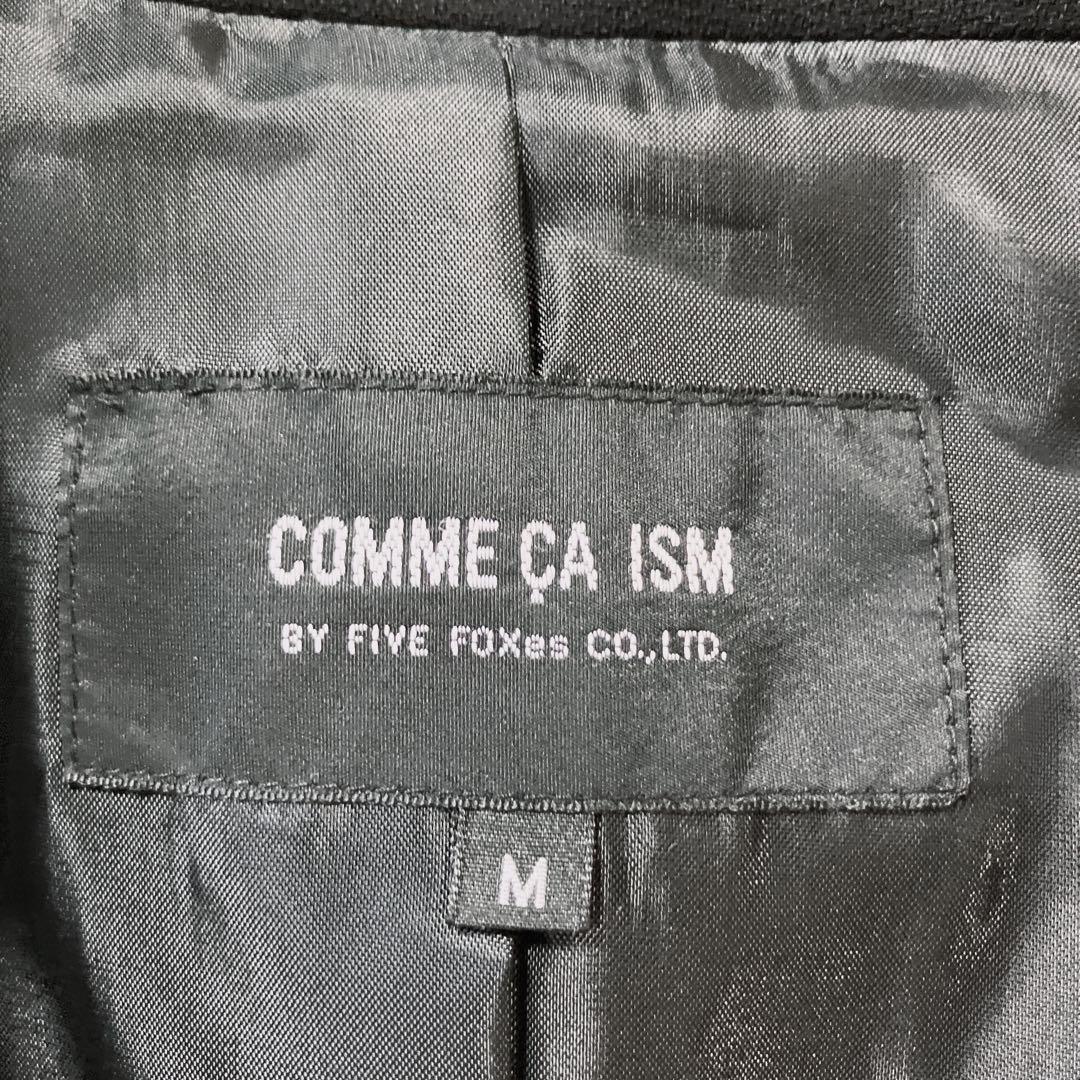 COMME ÇA ISM
BY FIVE FOXes CO.,LTD.
M